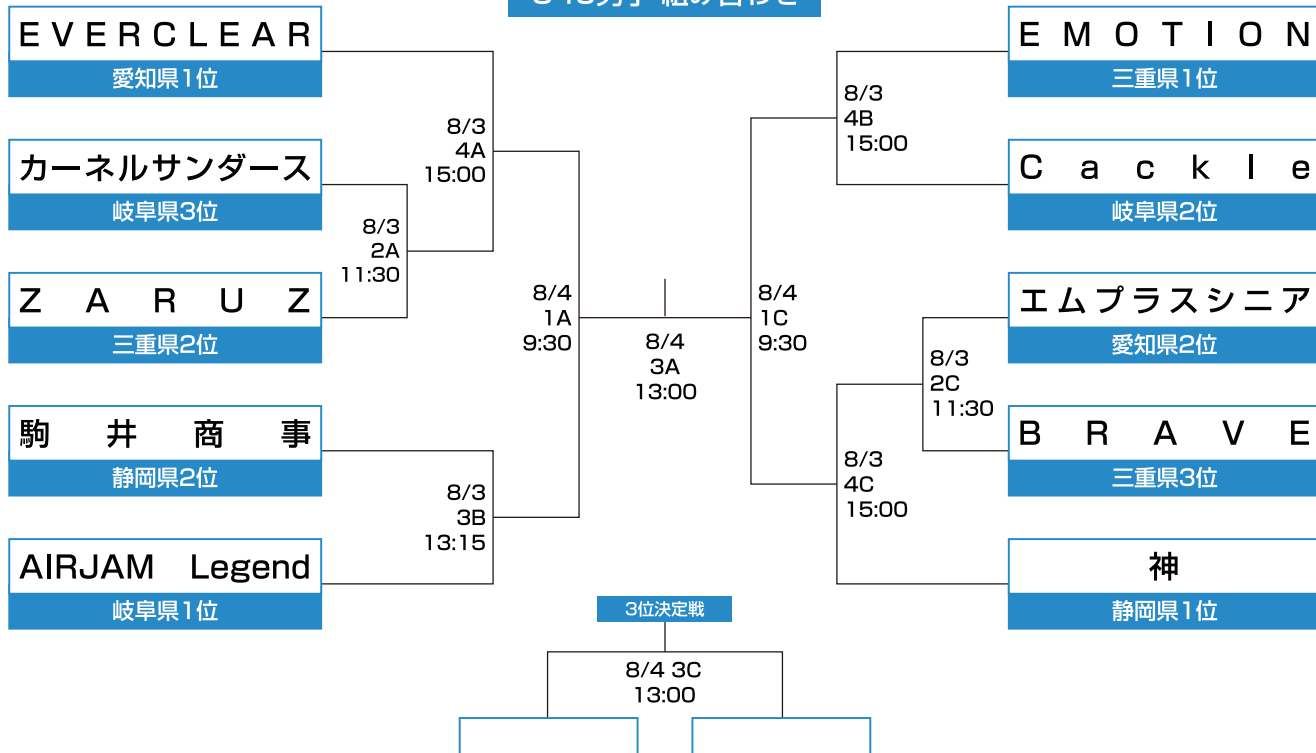 組み合わせ
EVERCLEAR
愛知県1位
カーネルサンダース
岐阜県3位
ZARUZ
三重県2位
駒井商事
静岡県2位
AIRJAM Legend
岐阜県1位
8/3
4A
15:00
8/3
2A
11:30
8/3
3B
13:15
8/4
1A
9:30
8/4
3A
13:00
8/4
1C
9:30
8/3
4B
15:00
8/3
2C
11:30
8/3
4C
15:00
EMOTION
三重県1位
Cackle
岐阜県2位
エムプラスシニア
愛知県2位
BRAVE
三重県3位
神
静岡県1位
3位決定戦
8/4 3C
13:00